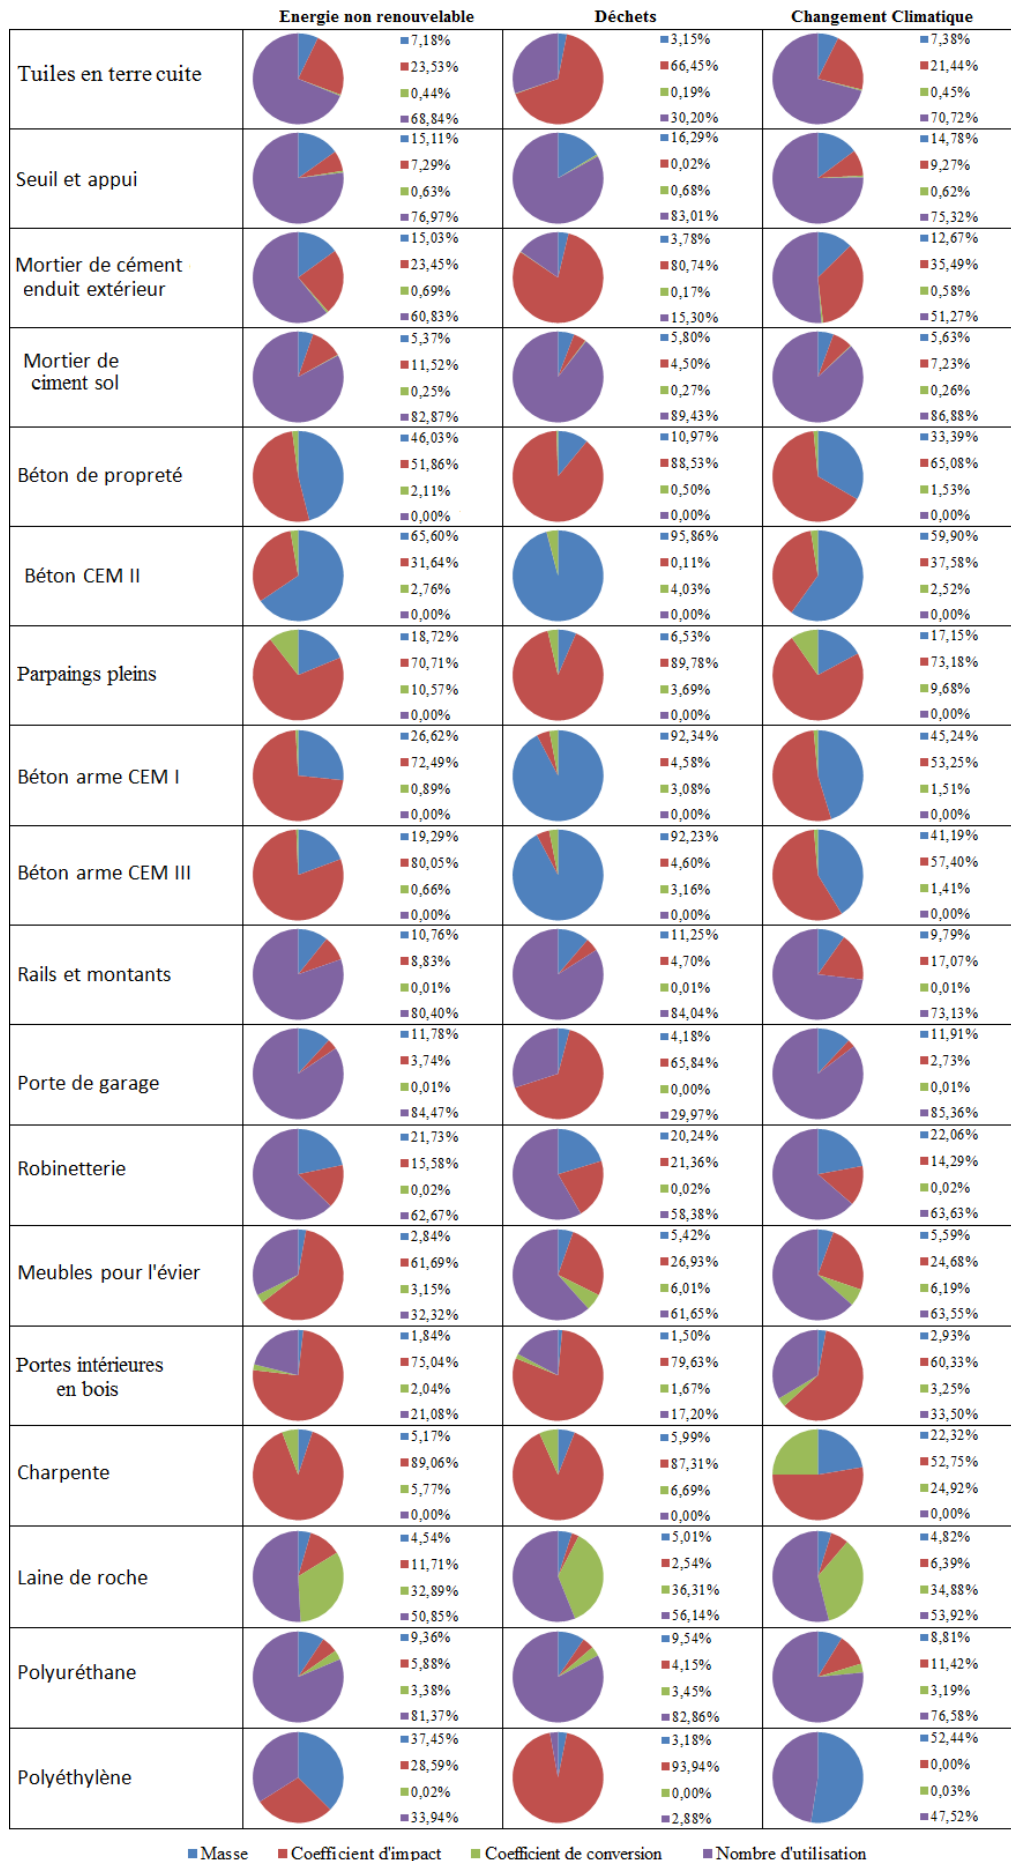 Energie non renouvelable Déchets Changement Climatique
Tuiles en terre cuite
7,18% 3,15% 7,38%
23,53% 66,45% 21,44%
0,44% 0,19% 0,45%
68,84% 30,20% 70,72%
Seuil et appui
15,11% 16,29% 14,78%
7,29% 0,02% 9,27%
0,63% 0,68% 0,62%
76,97% 83,01% 75,32%
Mortier de cément
enduit extérieur
15,03% 3,78% 12,67%
23,45% 80,74% 35,49%
0,69% 0,17% 0,58%
60,83% 15,30% 51,27%
Mortier de
ciment sol
5,37% 5,80% 5,63%
11,52% 4,50% 7,23%
0,25% 0,27% 0,26%
82,87% 89,43% 86,88%
Béton de propreté
46,03% 10,97% 33,39%
51,86% 88,53% 65,08%
2,11% 0,50% 1,53%
0,00% 0,00% 0,00%
Béton CEM II
65,60% 95,86% 59,90%
31,64% 0,11% 37,58%
2,76% 4,03% 2,52%
0,00% 0,00% 0,00%
Parpaings pleins
18,72% 6,53% 17,15%
70,71% 89,78% 73,18%
10,57% 3,69% 9,68%
0,00% 0,00% 0,00%
Béton arme CEM I
26,62% 92,34% 45,24%
72,49% 4,58% 53,25%
0,89% 3,08% 1,51%
0,00% 0,00% 0,00%
Béton arme CEM III
19,29% 92,23% 41,19%
80,05% 4,60% 57,40%
0,66% 3,16% 1,41%
0,00% 0,00% 0,00%
Rails et montants
10,76% 11,25% 9,79%
8,83% 4,70% 17,07%
0,01% 0,01% 0,01%
80,40% 84,04% 73,13%
Porte de garage
11,78% 4,18% 11,91%
3,74% 65,84% 2,73%
0,01% 0,00% 0,01%
84,47% 29,97% 85,36%
Robinetterie
21,73% 20,24% 22,06%
15,58% 21,36% 14,29%
0,02% 0,02% 0,02%
62,67% 58,38% 63,63%
Meubles pour l'évier
2,84% 5,42% 5,59%
61,69% 26,93% 24,68%
3,15% 6,01% 6,19%
32,32% 61,65% 63,55%
Portes intérieures
en bois
1,84% 1,50% 2,93%
75,04% 79,63% 60,33%
2,04% 1,67% 3,25%
21,08% 17,20% 33,50%
Charpente
5,17% 5,99% 22,32%
89,06% 87,31% 52,75%
5,77% 6,69% 24,92%
0,00% 0,00% 0,00%
Laine de roche
4,54% 5,01% 4,82%
11,71% 2,54% 6,39%
32,89% 36,31% 34,88%
50,85% 56,14% 53,92%
Polyuréthane
9,36% 9,54% 8,81%
5,88% 4,15% 11,42%
3,38% 3,45% 3,19%
81,37% 82,86% 76,58%
Polyéthylène
37,45% 3,18% 52,44%
28,59% 93,94% 0,00%
0,02% 0,00% 0,03%
33,94% 2,88% 47,52%
Masse Coefficient d'impact Coefficient de conversion Nombre d'utilisation